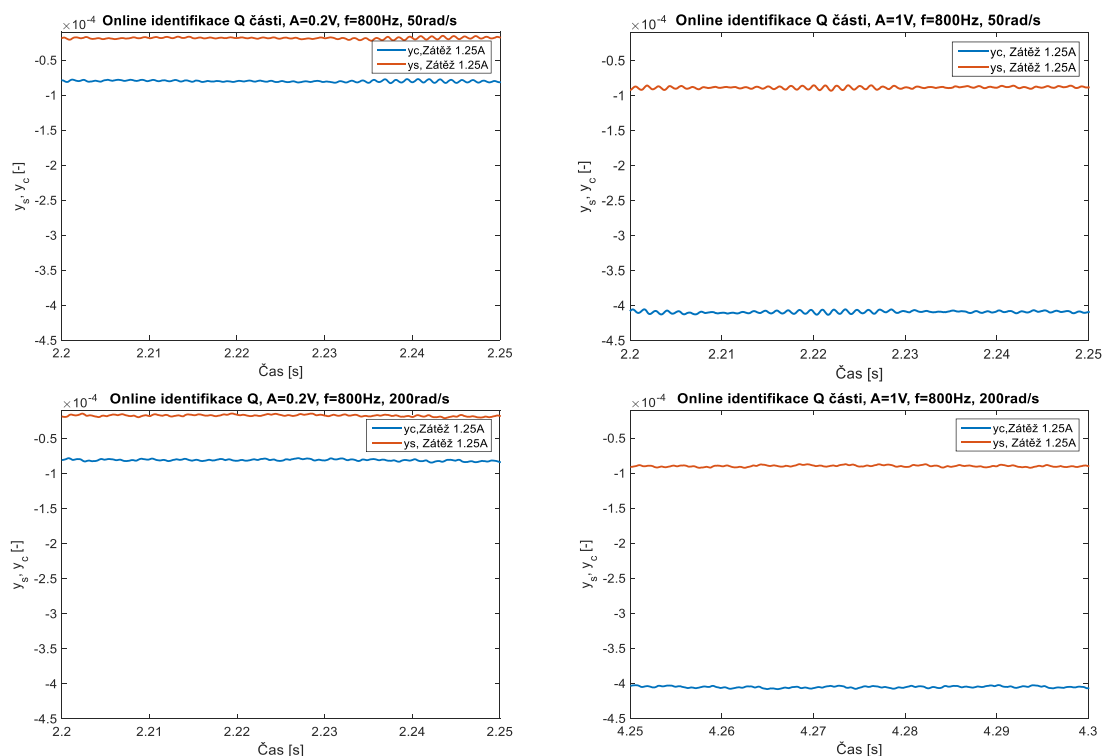 Online identifikace Q části, A=0.2V, f=800Hz, 50rad/s
×10⁻⁴
yc,Zátěž 1.25A
ys, Zátěž 1.25A
-0.5
-1
-1.5
-2
-2.5
-3
-3.5
-4
-4.5
yₛ, y꜀ [-]
2.2 2.21 2.22 2.23 2.24 2.25
Čas [s]
Online identifikace Q části, A=1V, f=800Hz, 50rad/s
×10⁻⁴
yc, Zátěž 1.25A
ys, Zátěž 1.25A
-0.5
-1
-1.5
-2
-2.5
-3
-3.5
-4
-4.5
yₛ, y꜀ [-]
2.2 2.21 2.22 2.23 2.24 2.25
Čas [s]
Online identifikace Q, A=0.2V, f=800Hz, 200rad/s
×10⁻⁴
yc,Zátěž 1.25A
ys, Zátěž 1.25A
-0.5
-1
-1.5
-2
-2.5
-3
-3.5
-4
-4.5
yₛ, y꜀ [-]
2.2 2.21 2.22 2.23 2.24 2.25
Čas [s]
Online identifikace Q části, A=1V, f=800Hz, 200rad/s
×10⁻⁴
yc,Zátěž 1.25A
ys, Zátěž 1.25A
-0.5
-1
-1.5
-2
-2.5
-3
-3.5
-4
-4.5
yₛ, y꜀ [-]
4.25 4.26 4.27 4.28 4.29 4.3
Čas [s]